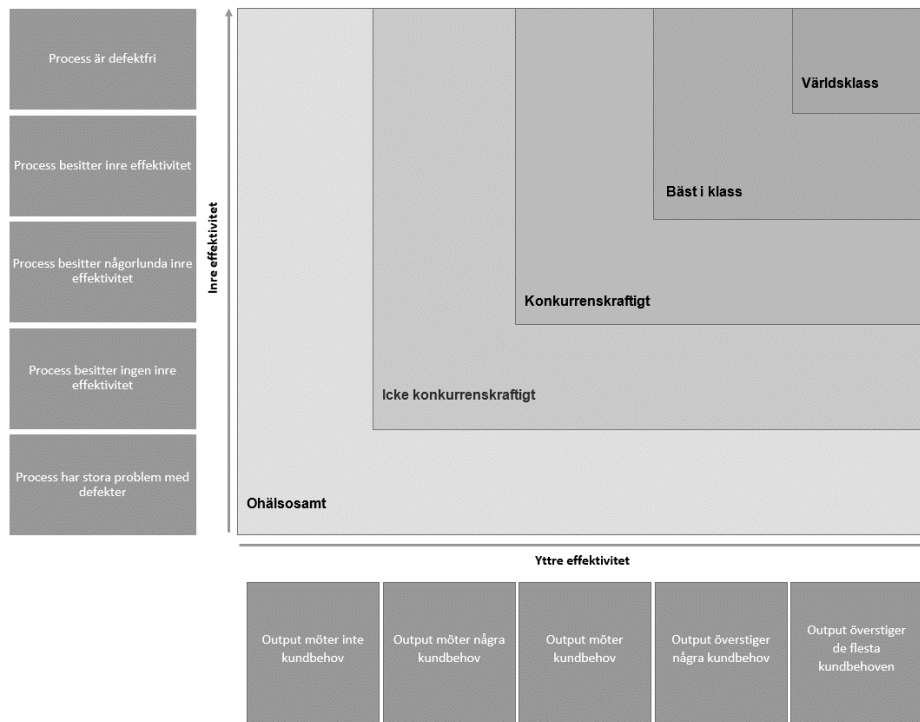 Process är defektfri
Process besitter inre effektivitet
Process besitter någorlunda inre
effektivitet
Process besitter ingen inre
effektivitet
Process har stora problem med
defekter
Inre effektivitet
Världsklass
Bäst i klass
Konkurrenskraftigt
Icke konkurrenskraftigt
Ohälsosamt
Yttre effektivitet
Output möter inte
kundbehov
Output möter några
kundbehov
Output möter
kundbehov
Output överstiger
några kundbehov
Output överstiger
de flesta
kundbehoven